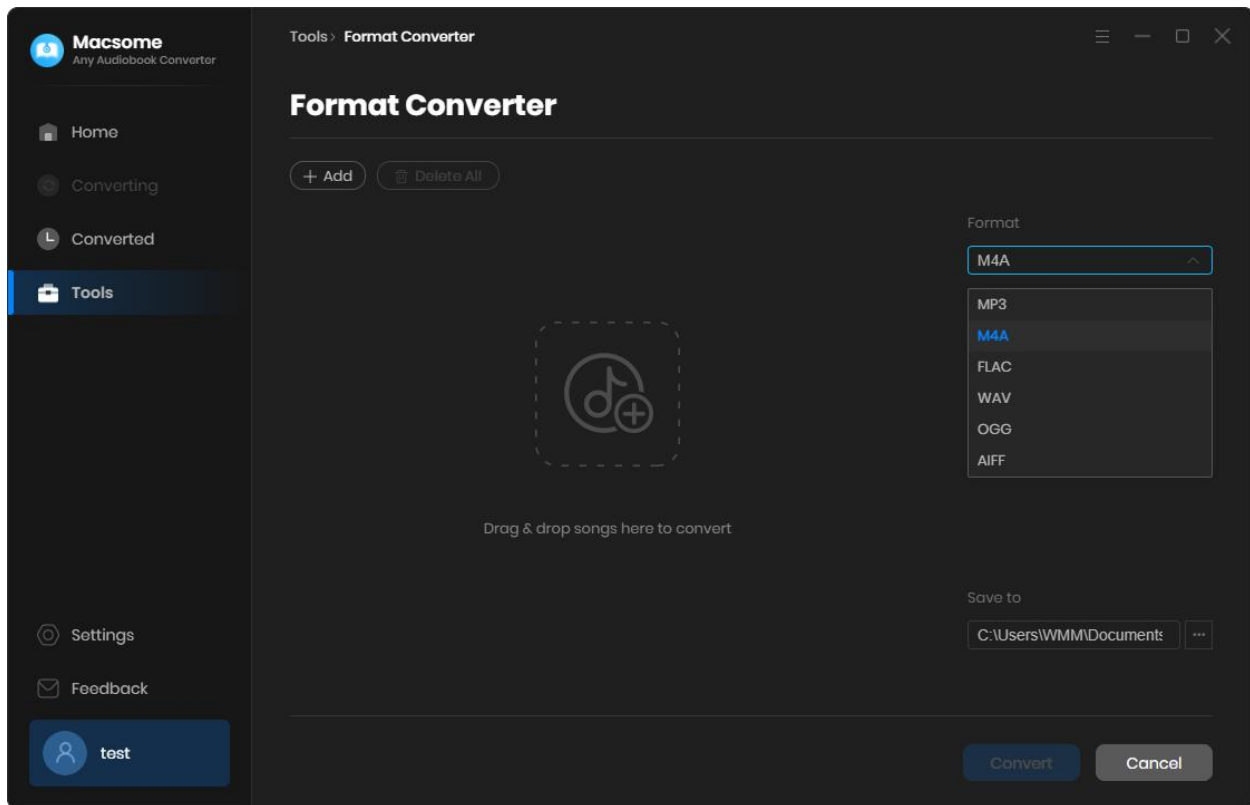 Macsome
Any Audiobook Converter
Home
Converting
Converted
Tools
Settings
Feedback
test
Tools > Format Converter
Format Converter
+ Add
Delete All
Drag & drop songs here to convert
Format
M4A
MP3
M4A
FLAC
WAV
OGG
AIFF
Save to
C:\Users\WMM\Documents
...
Convert
Cancel